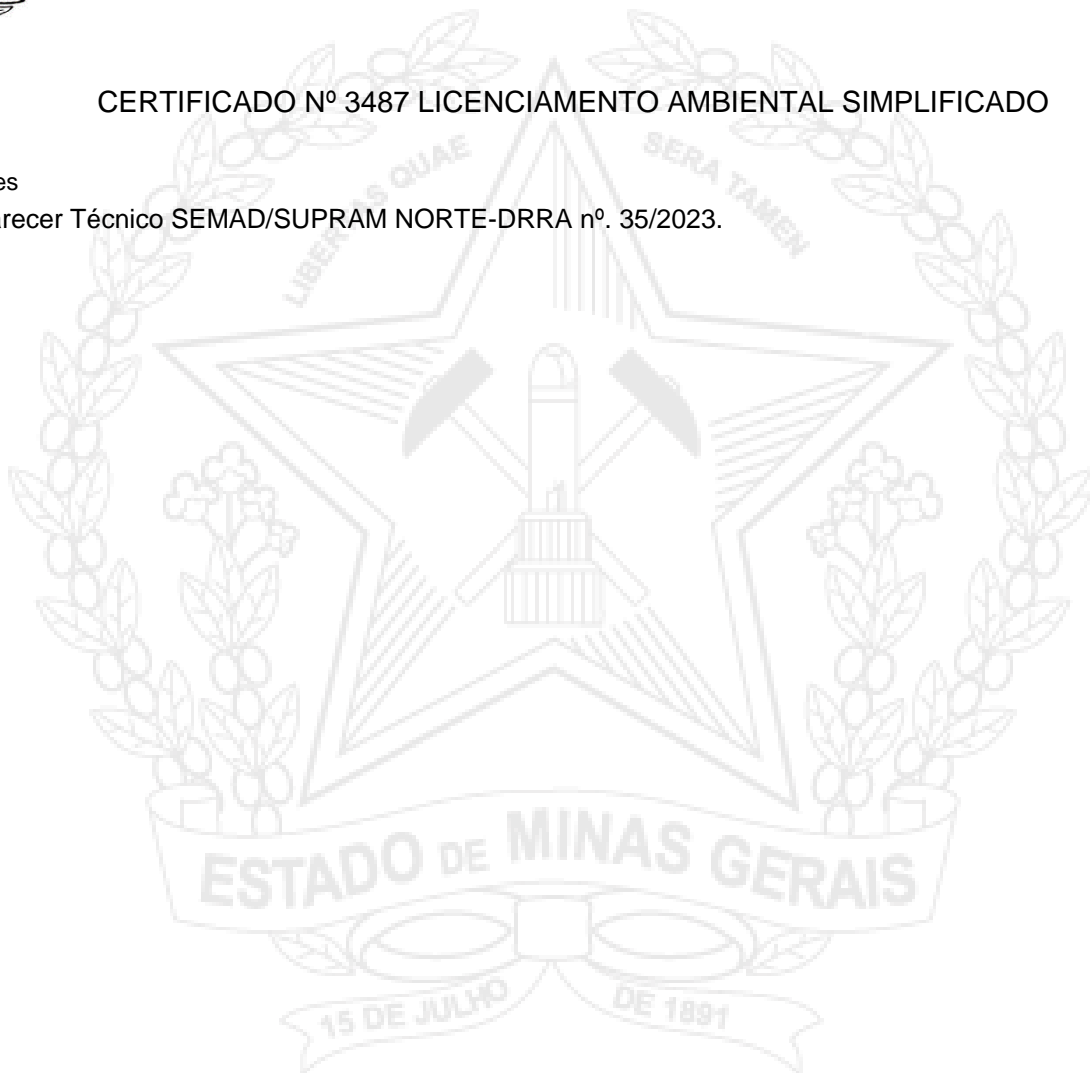 CERTIFICADO Nº 3487 LICENCIAMENTO AMBIENTAL SIMPLIFICADO
es
arecer Técnico SEMAD/SUPRAM NORTE-DRRA nº. 35/2023.
LIBERTAS QUAE SERA TAMEN
ESTADO DE MINAS GERAIS
15 DE JULHO DE 1891